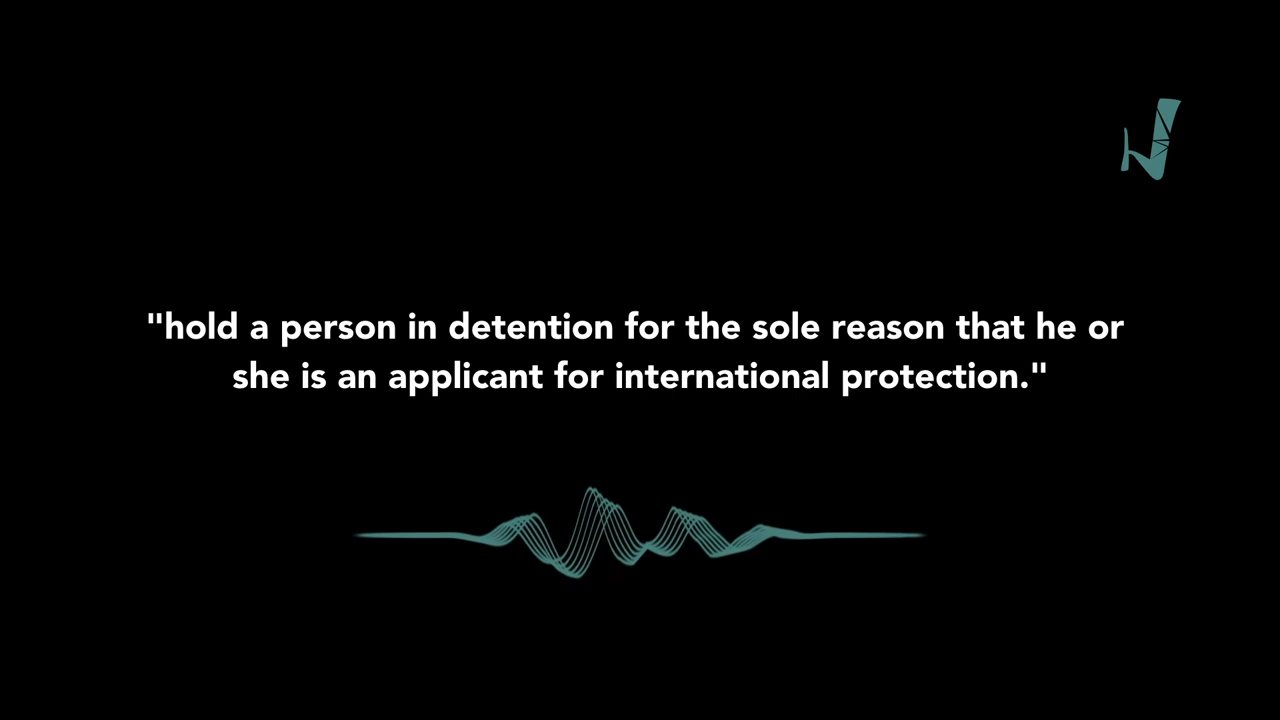 "hold a person in detention for the sole reason that he or
she is an applicant for international protection."